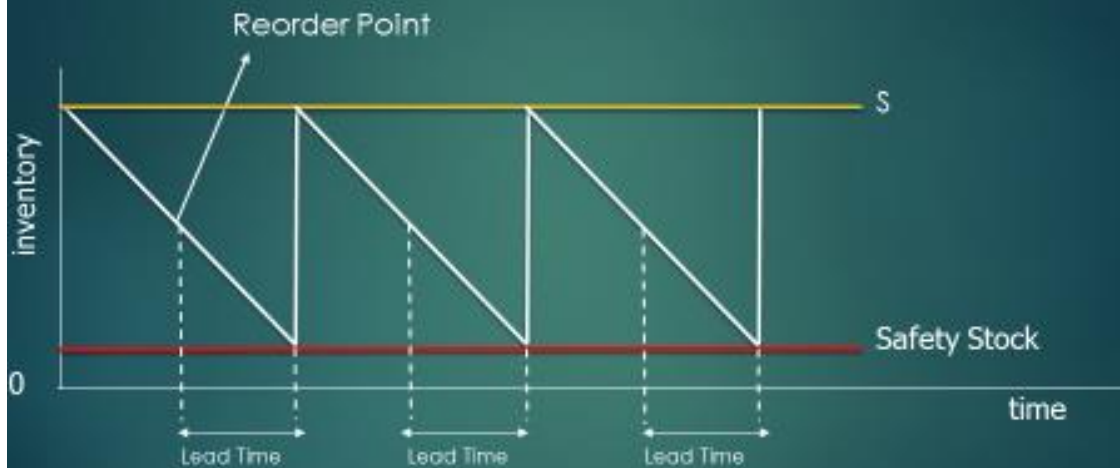 Reorder Point
S
inventory
Safety Stock
0
time
Lead Time
Lead Time
Lead Time